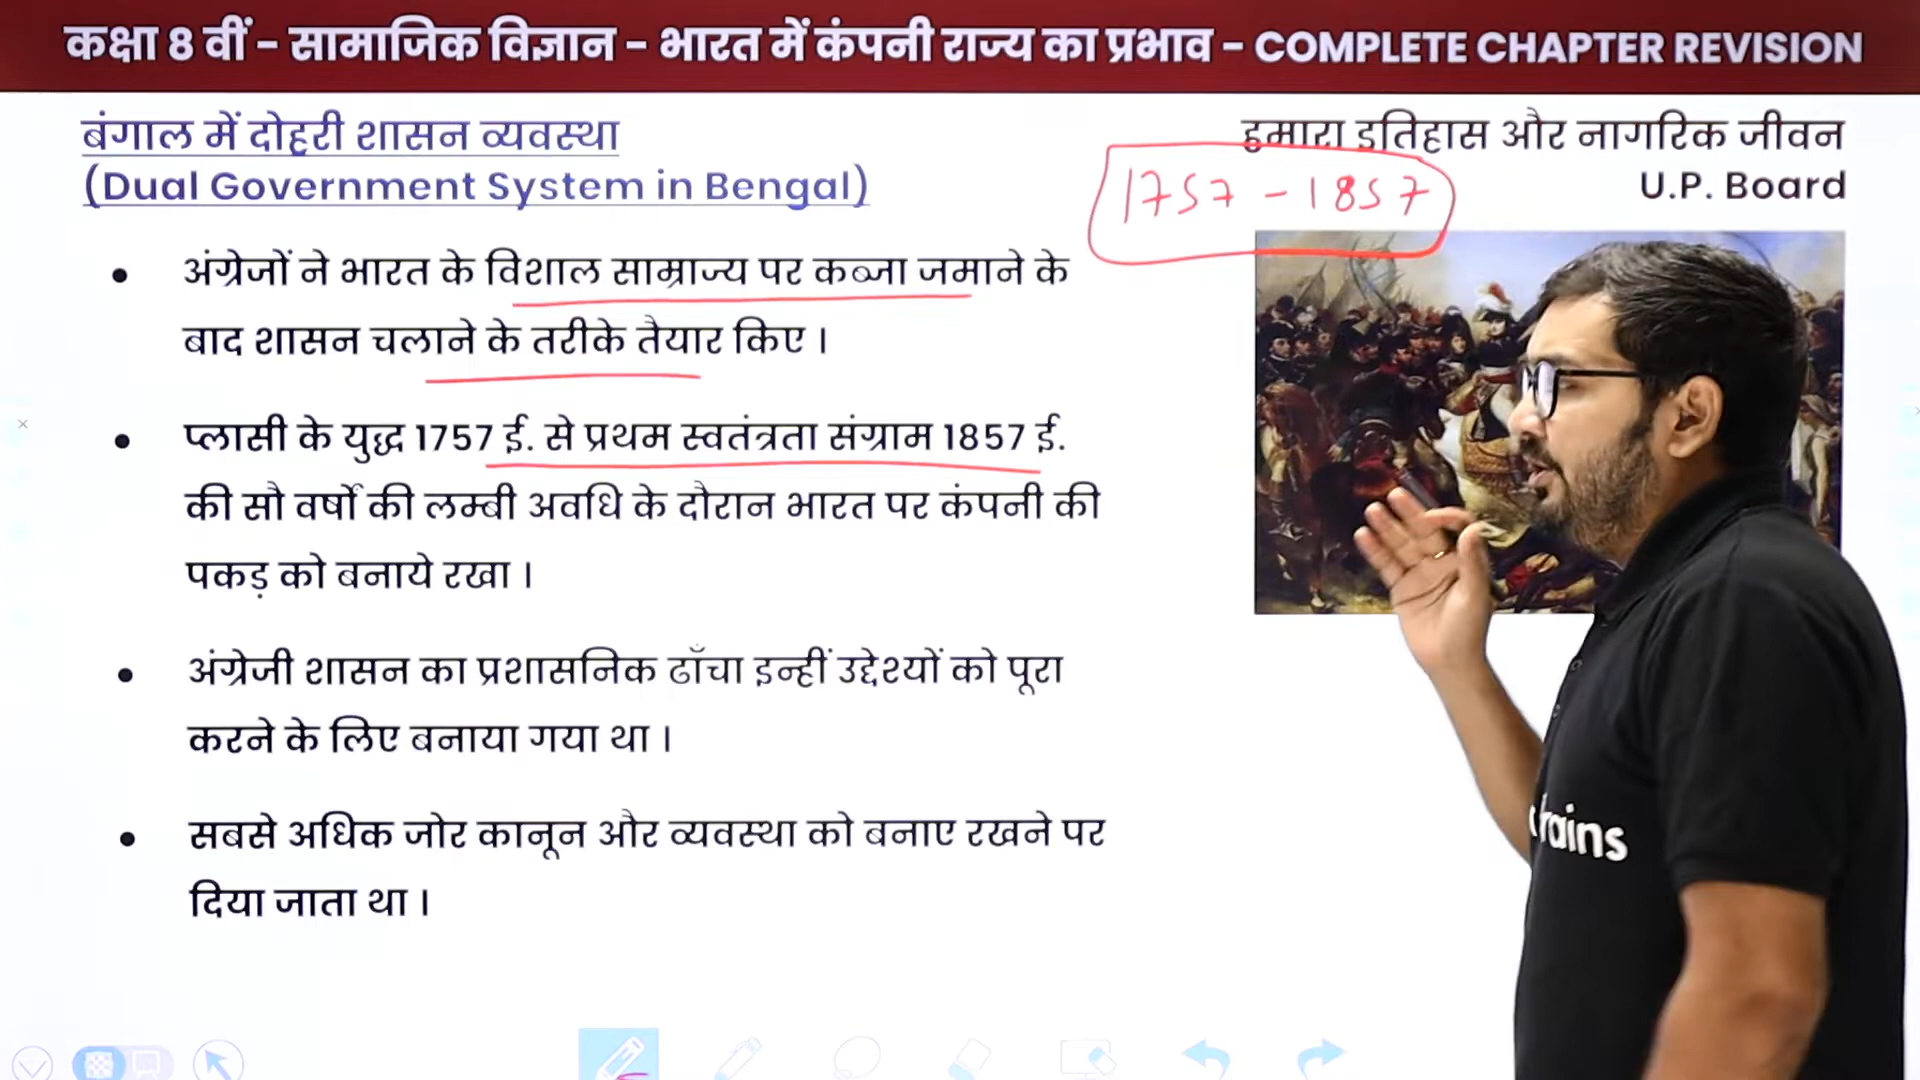 कक्षा 8 वीं - सामाजिक विज्ञान - भारत में कंपनी राज्य का प्रभाव - COMPLETE CHAPTER REVISION
बंगाल में दोहरी शासन व्यवस्था
(Dual Government System in Bengal)
हमारा इतिहास और नागरिक जीवन
U.P. Board
1757 - 1857
अंग्रेजों ने भारत के विशाल साम्राज्य पर कब्जा जमाने के
बाद शासन चलाने के तरीके तैयार किए ।
प्लासी के युद्ध 1757 ई. से प्रथम स्वतंत्रता संग्राम 1857 ई.
की सौ वर्षों की लम्बी अवधि के दौरान भारत पर कंपनी की
पकड़ को बनाये रखा ।
अंग्रेजी शासन का प्रशासनिक ढाँचा इन्हीं उद्देश्यों को पूरा
करने के लिए बनाया गया था ।
सबसे अधिक जोर कानून और व्यवस्था को बनाए रखने पर
दिया जाता था ।